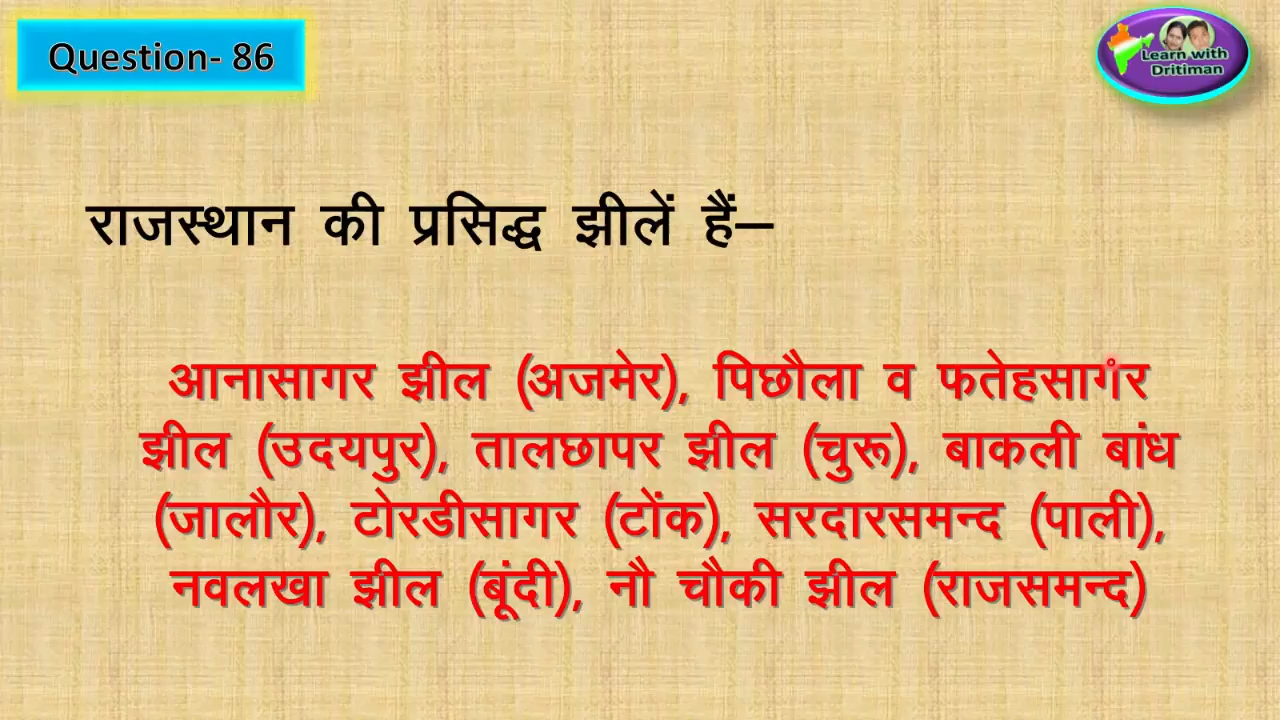 Question- 86
Learn with
Dritiman
राजस्थान की प्रसिद्ध झीलें हैं–
आनासागर झील (अजमेर), पिछौला व फतेहसागर
झील (उदयपुर), तालछापर झील (चुरू), बाकली बांध
(जालौर), टोरडीसागर (टोंक), सरदारसमन्द (पाली),
नवलखा झील (बूंदी), नौ चौकी झील (राजसमन्द)